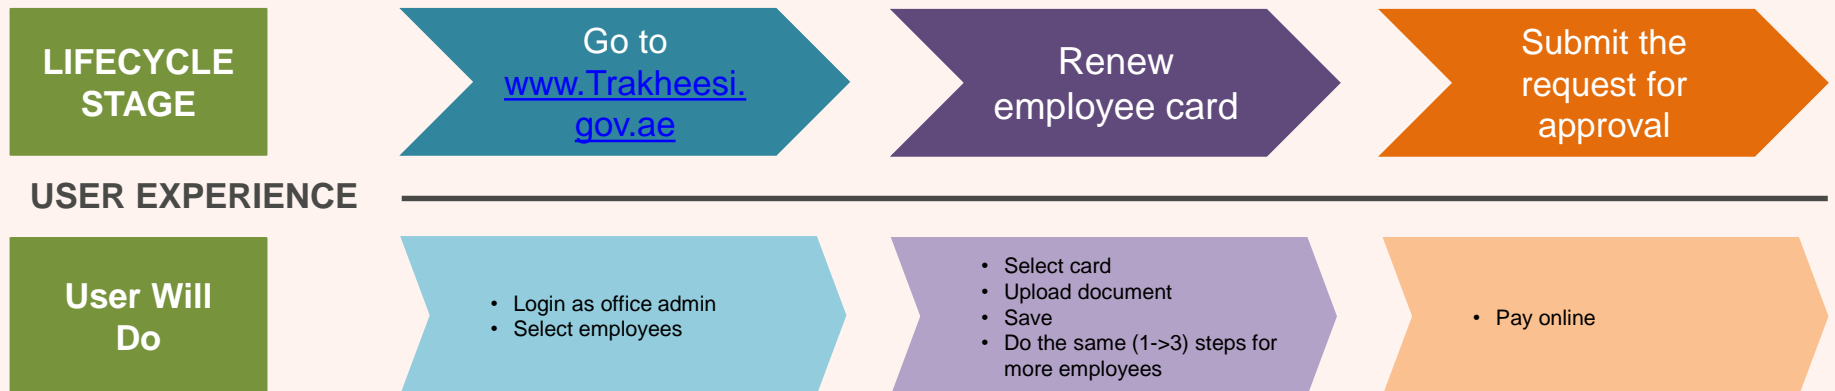 LIFECYCLE
STAGE
Go to
www.Trakheesi.
gov.ae
Renew
employee card
Submit the
request for
approval
USER EXPERIENCE
User Will
Do
• Login as office admin
• Select employees
• Select card
• Upload document
• Save
• Do the same (1->3) steps for
more employees
• Pay online